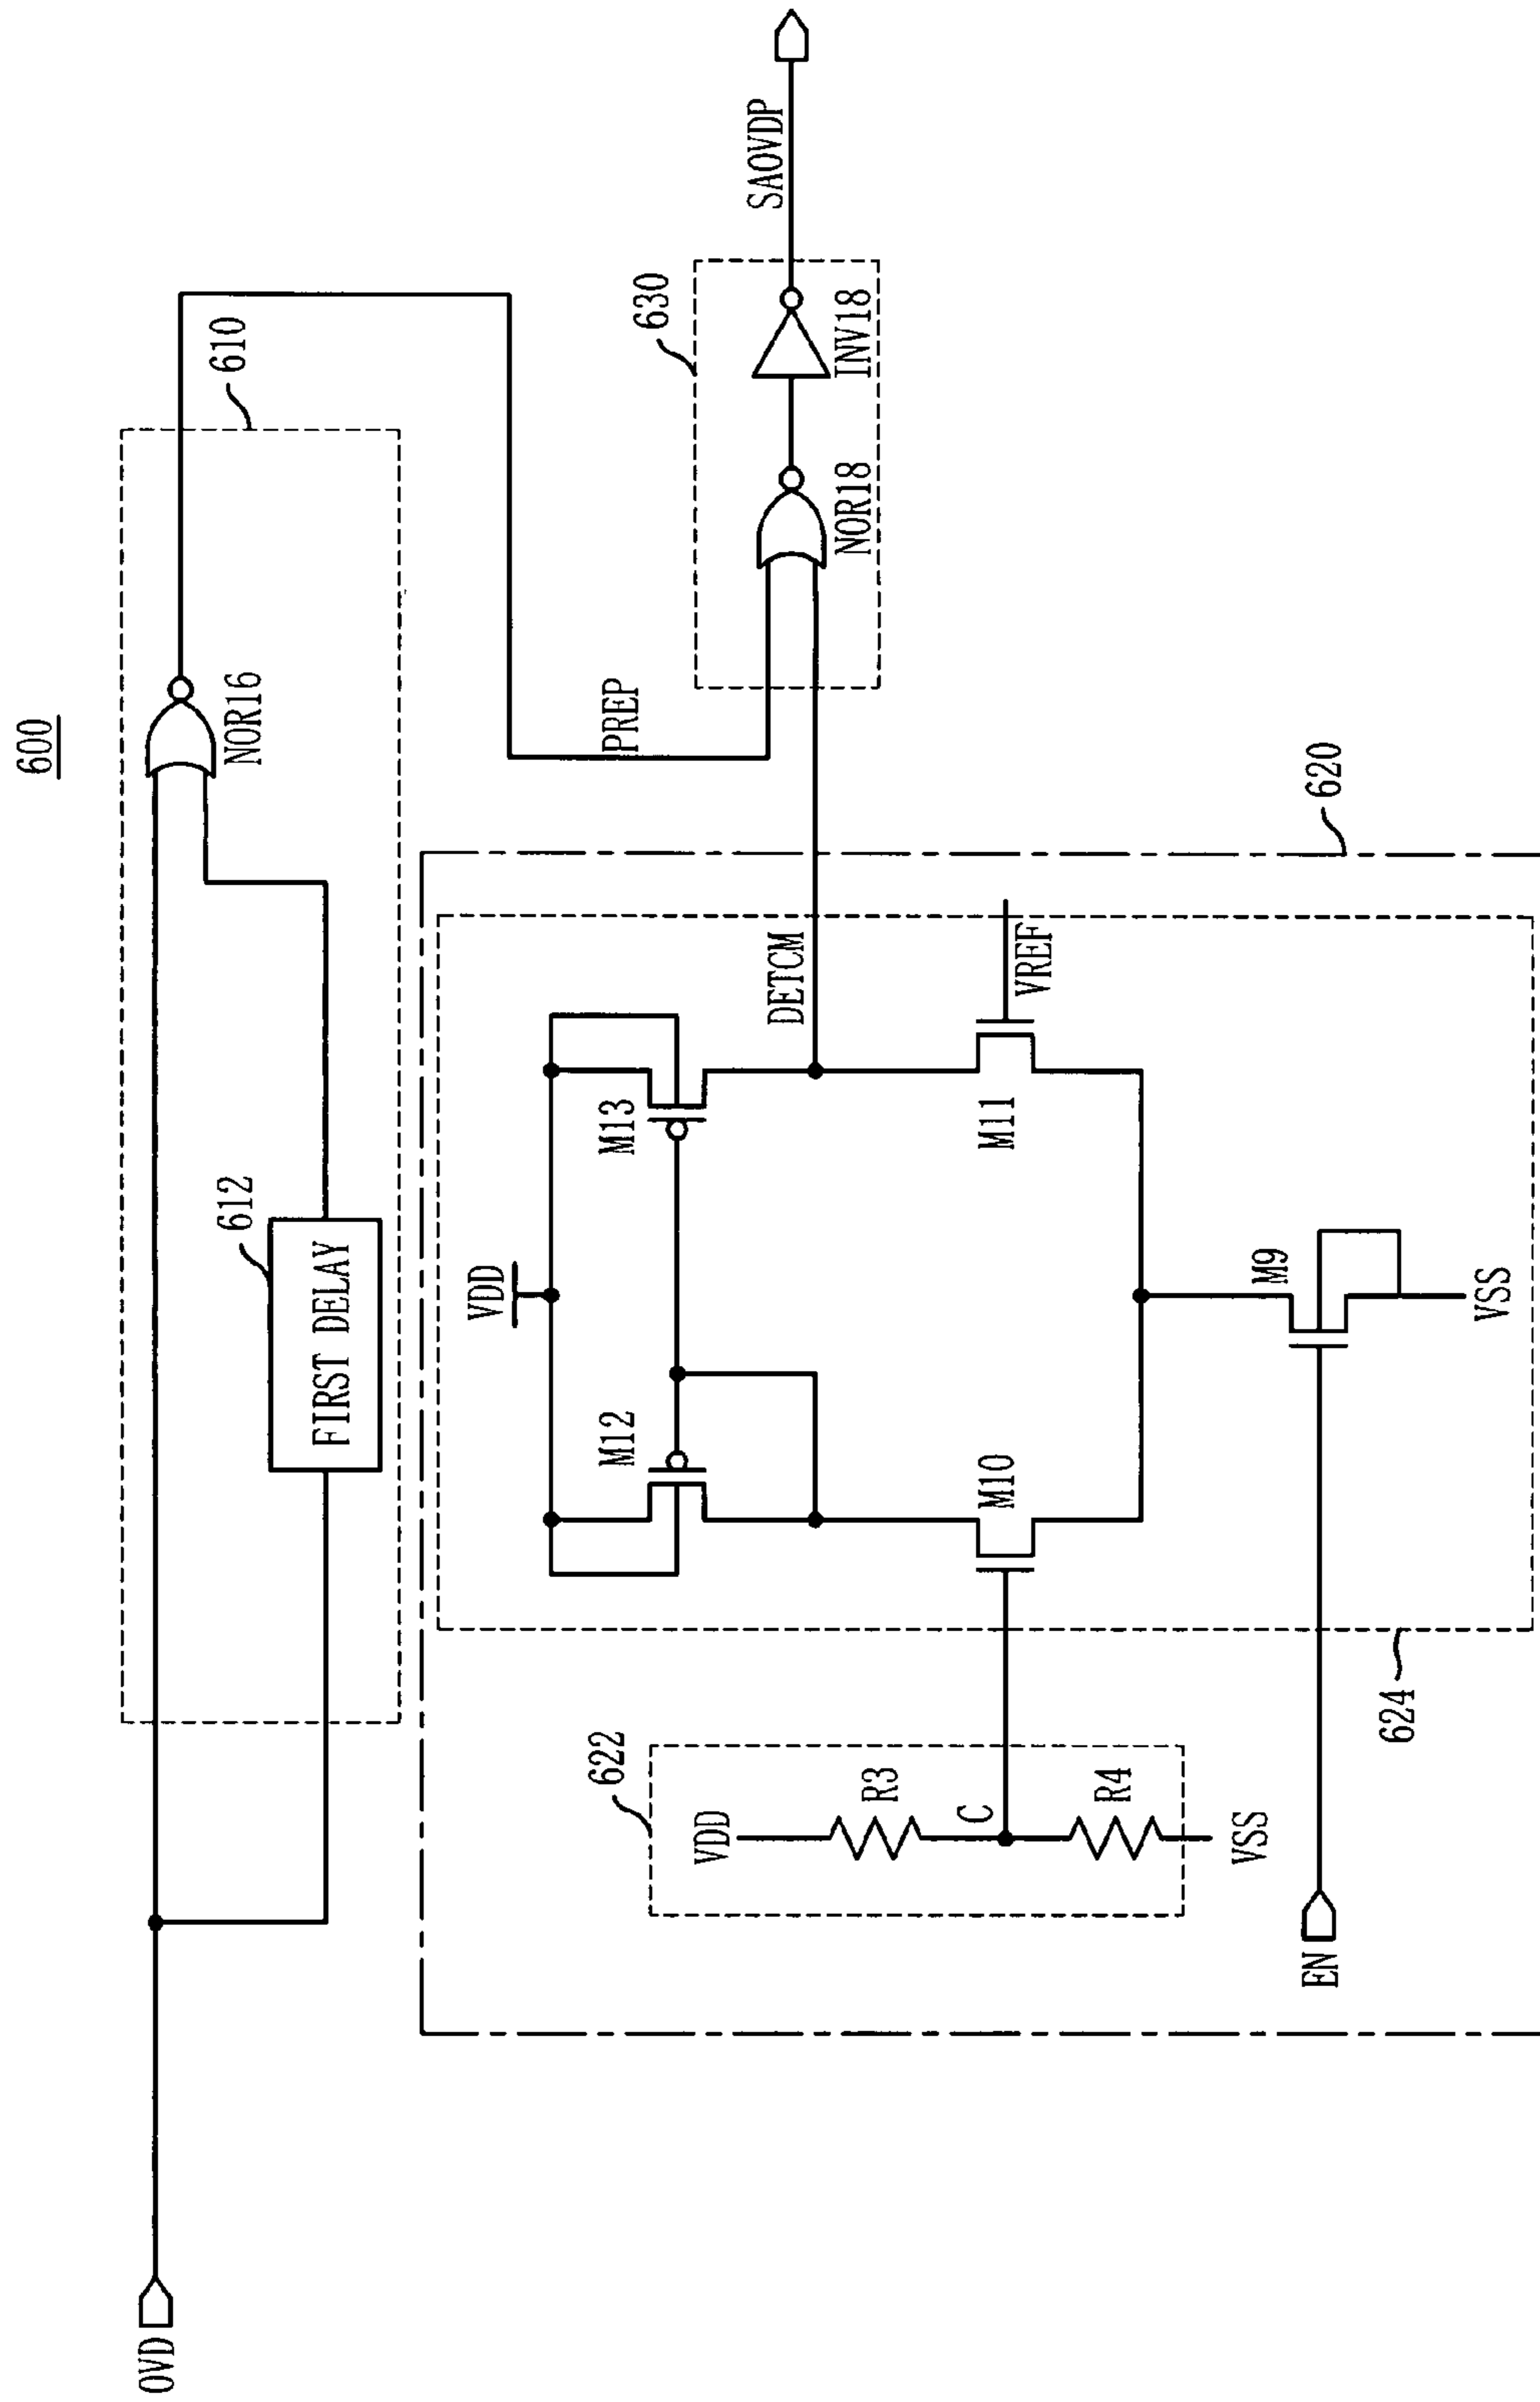 600
OVD
612
FIRST DELAY
NOR16
610
PREP
630
NOR18
INV18
SAOVDP
620
622
VDD
R3
C
R4
VSS
EN
624
VDD
M12
M13
DETCM
M10
M11
VREF
M9
VSS